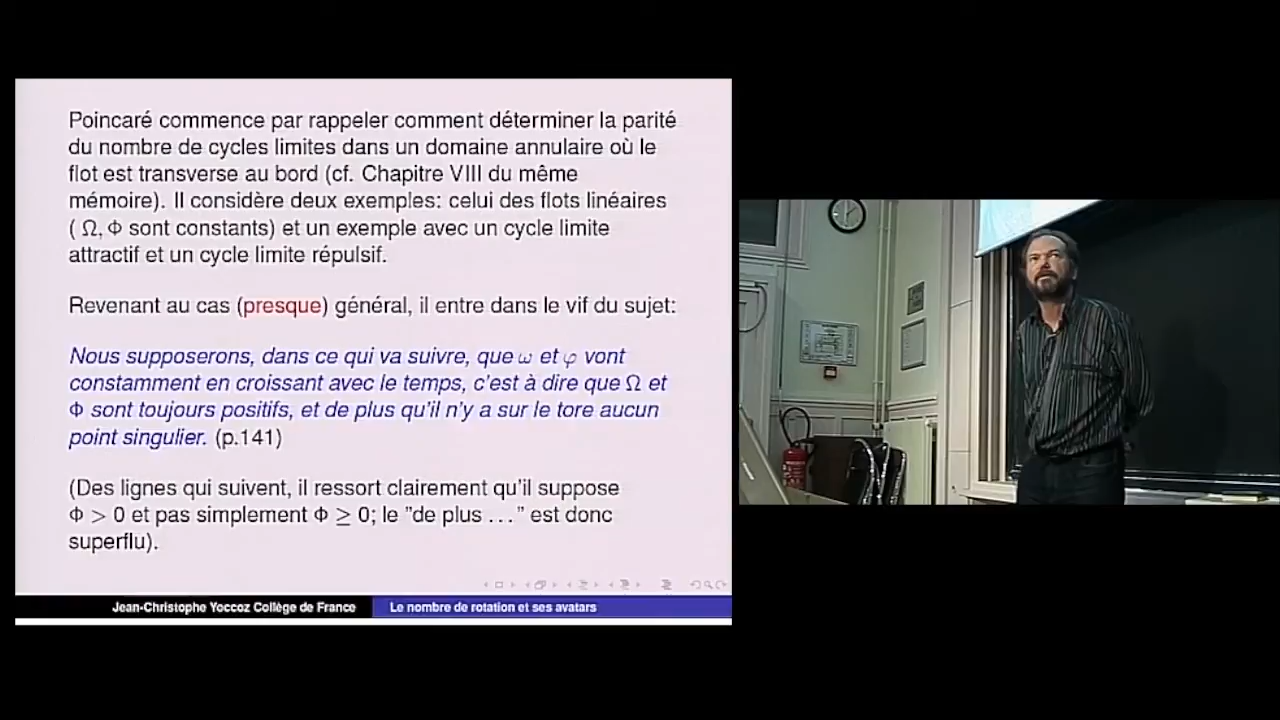 Poincaré commence par rappeler comment déterminer la parité
du nombre de cycles limites dans un domaine annulaire où le
flot est transverse au bord (cf. Chapitre VIII du même
mémoire). Il considère deux exemples: celui des flots linéaires
( Ω, Φ sont constants) et un exemple avec un cycle limite
attractif et un cycle limite répulsif.
Revenant au cas (presque) général, il entre dans le vif du sujet:
Nous supposerons, dans ce qui va suivre, que ω et φ vont
constamment en croissant avec le temps, c'est à dire que Ω et
Φ sont toujours positifs, et de plus qu'il n'y a sur le tore aucun
point singulier. (p.141)
(Des lignes qui suivent, il ressort clairement qu'il suppose
Φ > 0 et pas simplement Φ ≥ 0; le "de plus ..." est donc
superflu).
Jean-Christophe Yoccoz Collège de France
Le nombre de rotation et ses avatars